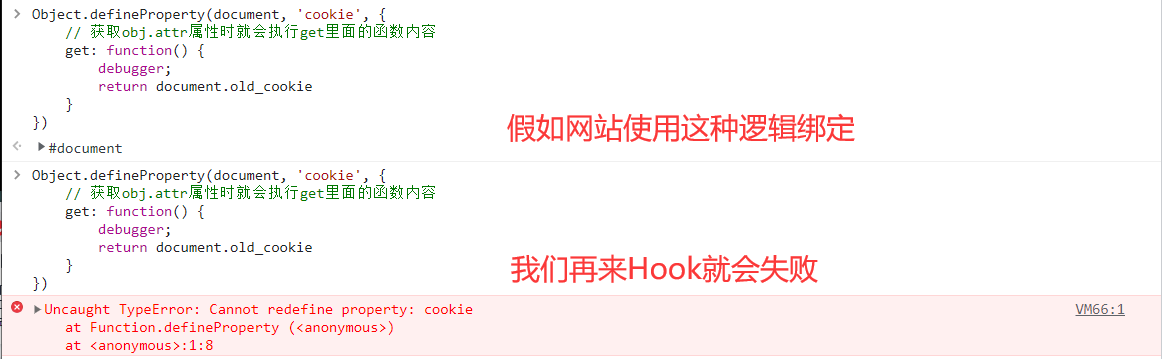 Object.defineProperty(document, 'cookie', {
// 获取obj.attr属性时就会执行get里面的函数内容
get: function() {
debugger;
return document.old_cookie
}
})
假如网站使用这种逻辑绑定
#document
Object.defineProperty(document, 'cookie', {
// 获取obj.attr属性时就会执行get里面的函数内容
get: function() {
debugger;
return document.old_cookie
}
})
我们再来Hook就会失败
Uncaught TypeError: Cannot redefine property: cookie VM66:1
at Function.defineProperty (<anonymous>)
at <anonymous>:1:8